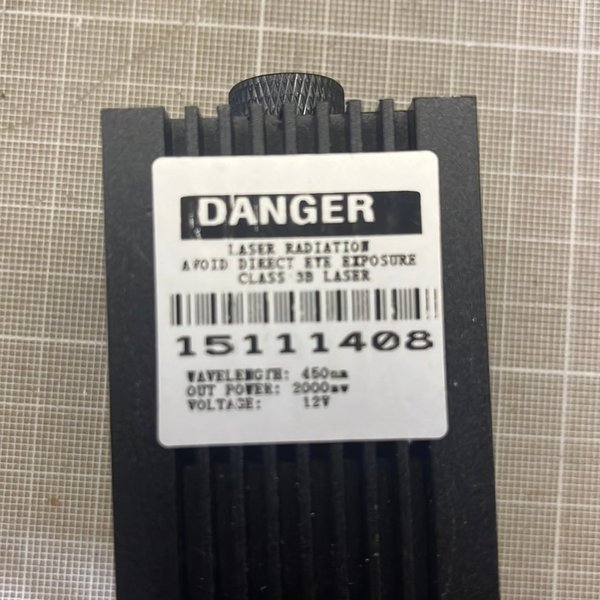 DANGER
LASER RADIATION
AVOID DIRECT EYE EXPOSURE
CLASS 3B LASER
15111408
WAVELENGTH: 450nm
OUT POWER: 2000mw
VOLTAGE: 12V